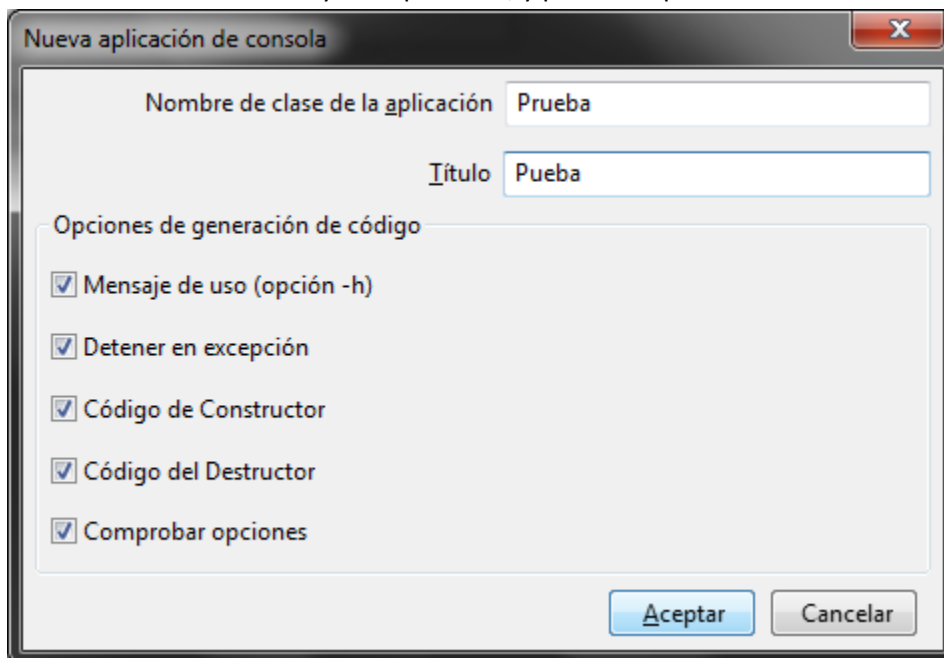 Nueva aplicación de consola
Nombre de clase de la aplicación Prueba
Título Pueba
Opciones de generación de código
Mensaje de uso (opción -h)
Detener en excepción
Código de Constructor
Código del Destructor
Comprobar opciones
Aceptar Cancelar